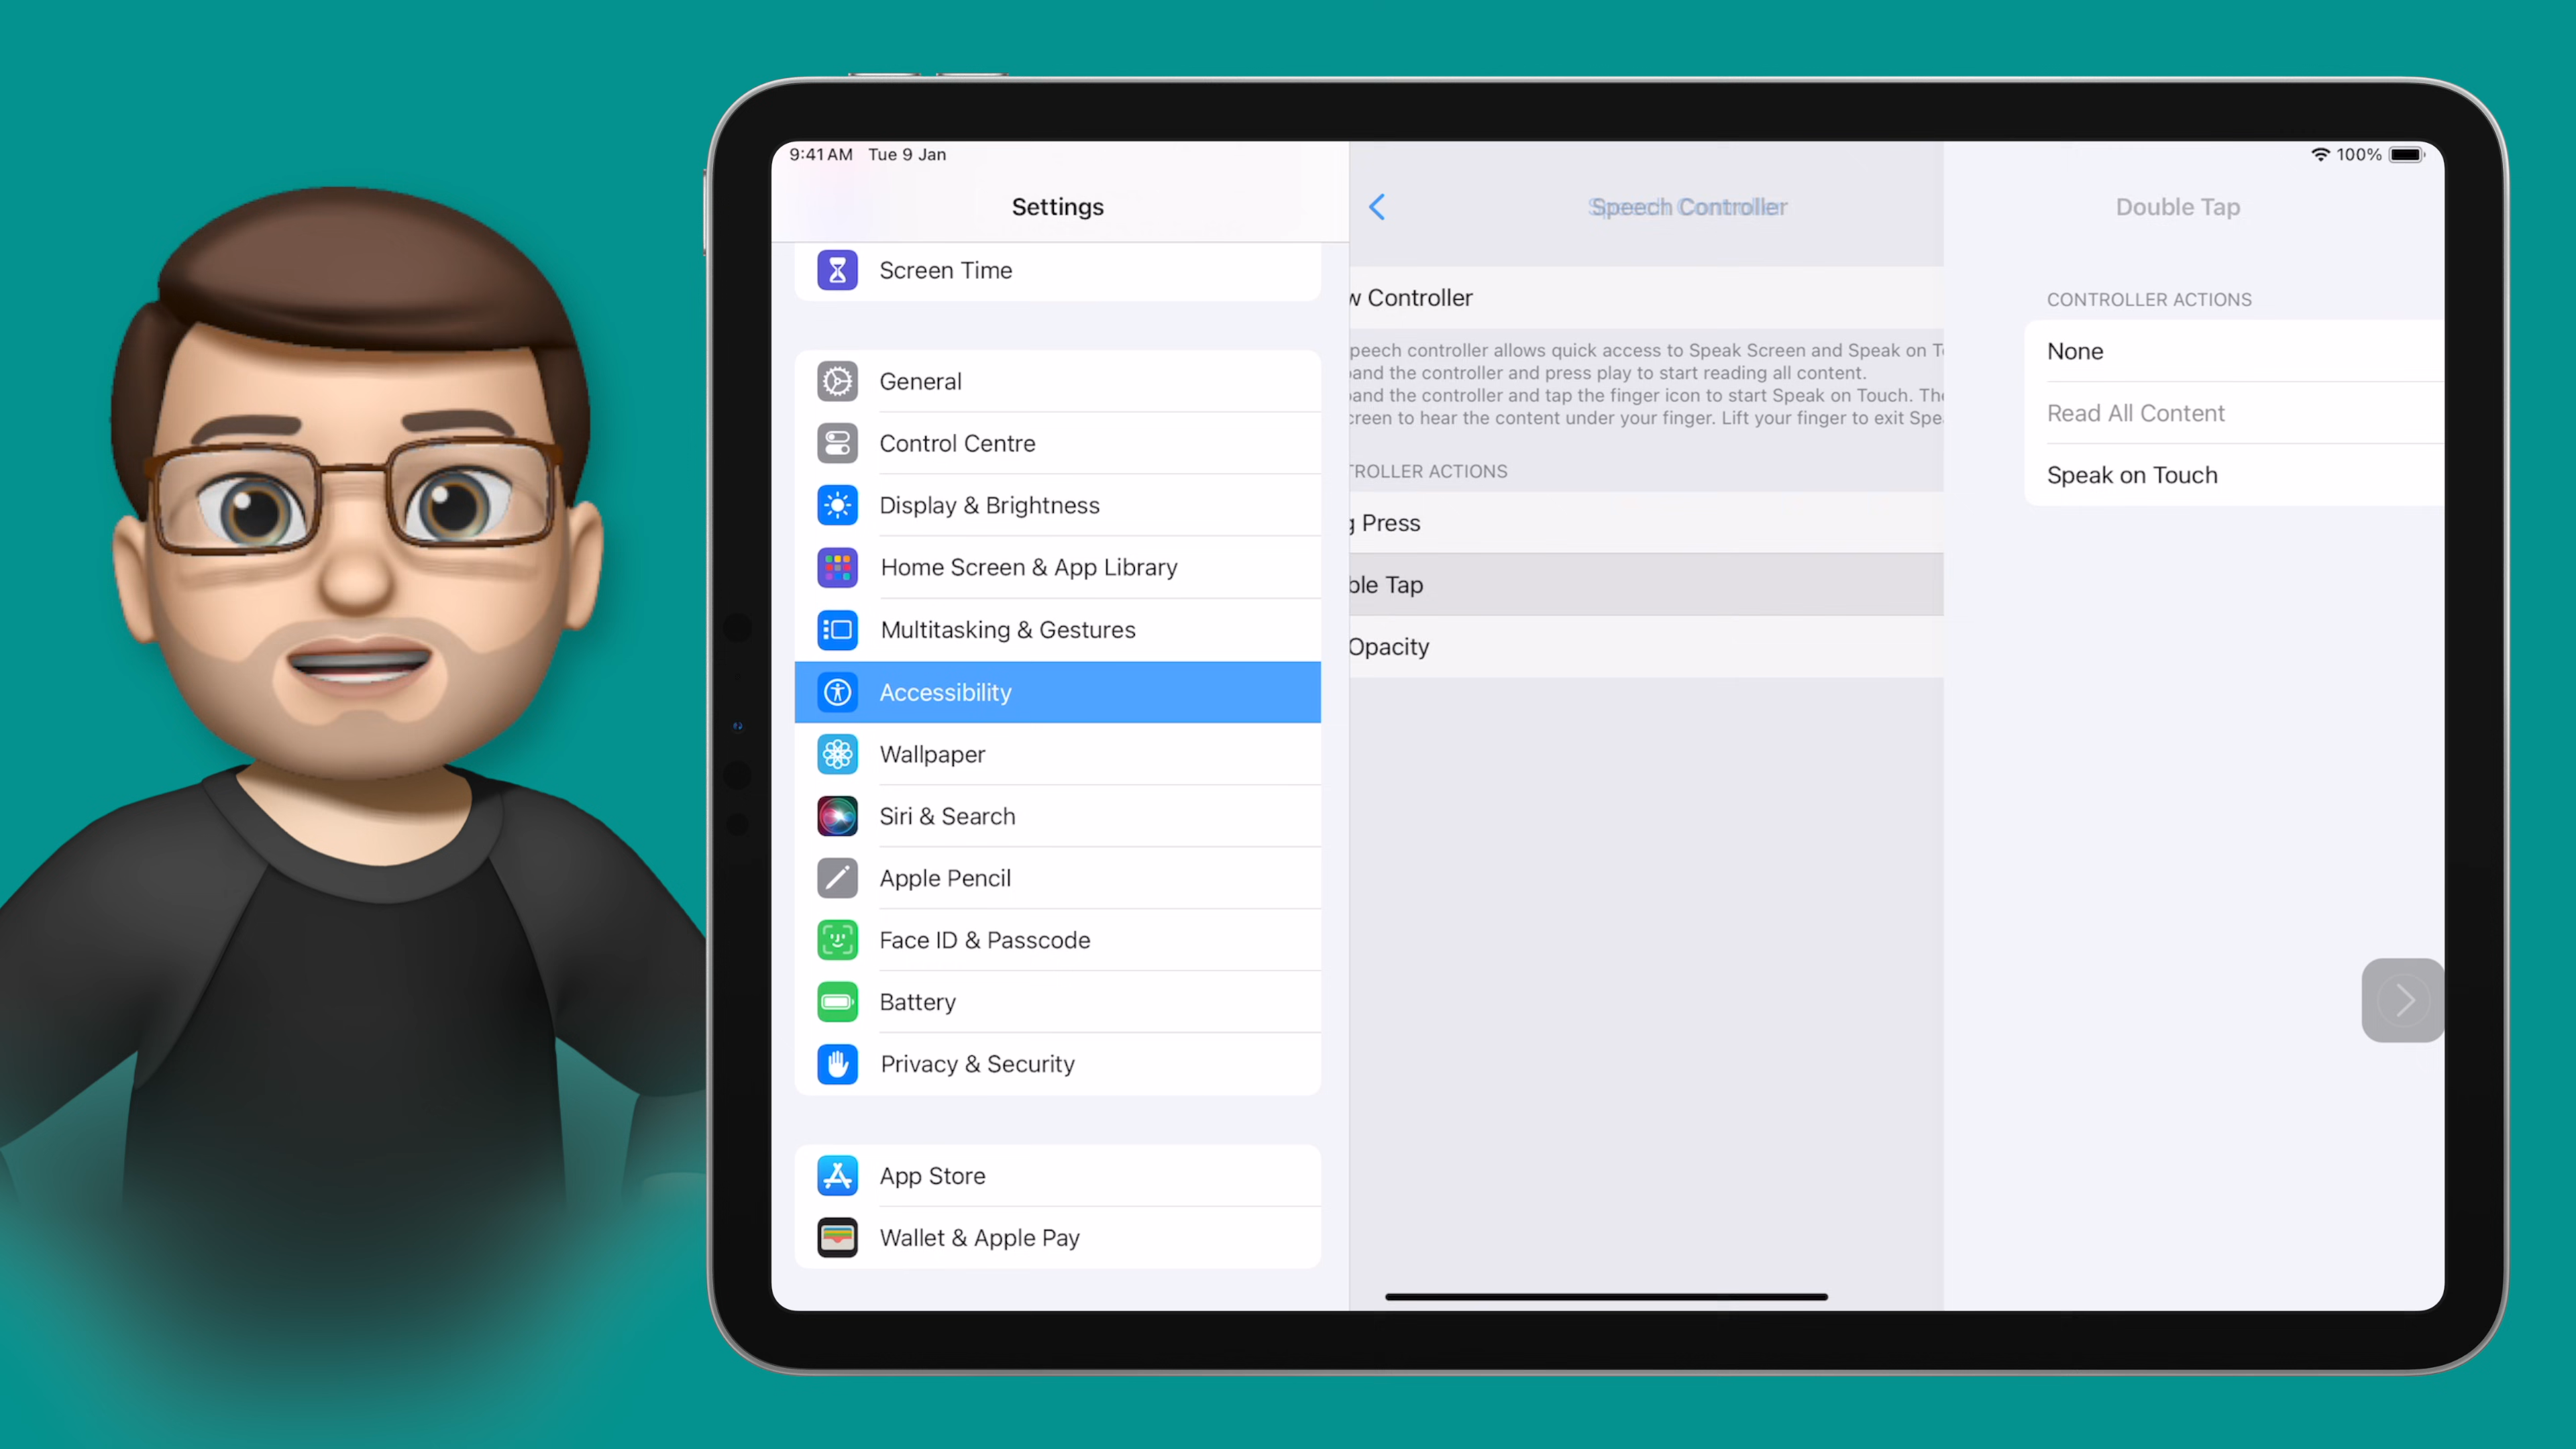 9:41 AM Tue 9 Jan
100%
Settings
Screen Time
General
Control Centre
Display & Brightness
Home Screen & App Library
Multitasking & Gestures
Accessibility
Wallpaper
Siri & Search
Apple Pencil
Face ID & Passcode
Battery
Privacy & Security
App Store
Wallet & Apple Pay
Speech Controller
w Controller
peech controller allows quick access to Speak Screen and Speak on T
and the controller and press play to start reading all content.
and the controller and tap the finger icon to start Speak on Touch. The
creen to hear the content under your finger. Lift your finger to exit Spe
TROLLER ACTIONS
g Press
ble Tap
Opacity
Double Tap
CONTROLLER ACTIONS
None
Read All Content
Speak on Touch